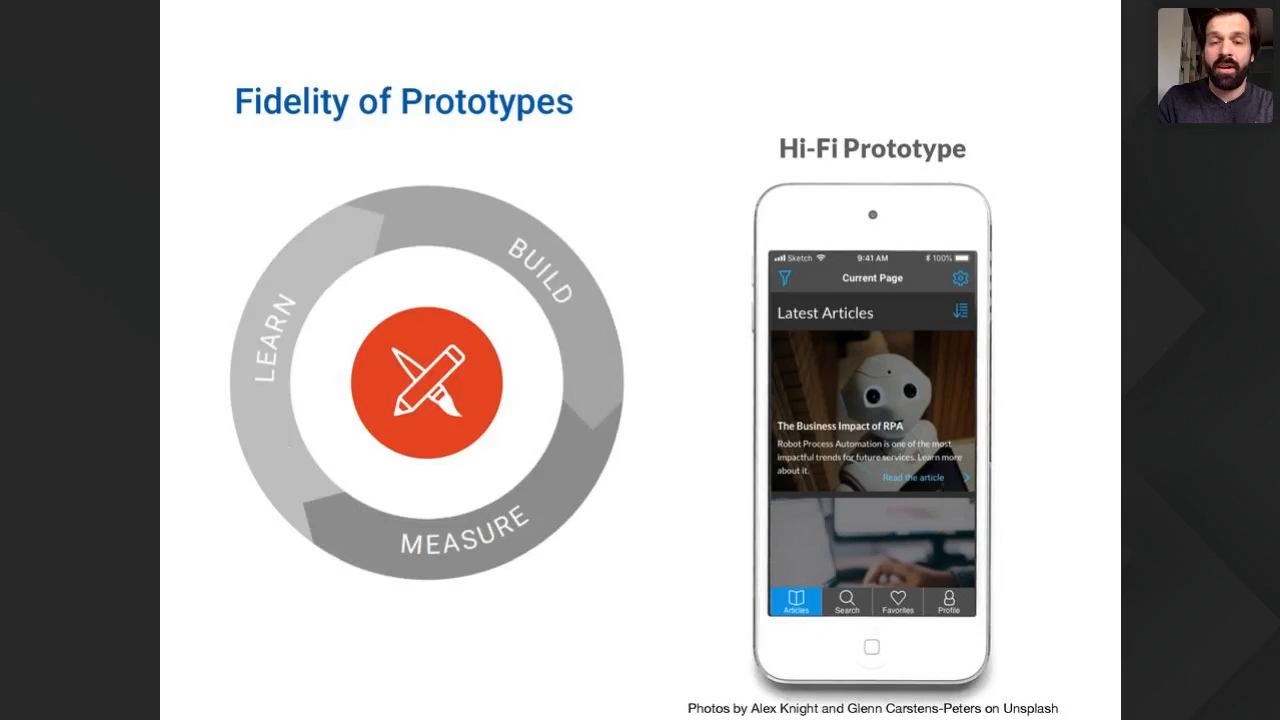 Fidelity of Prototypes
BUILD
MEASURE
LEARN
Hi-Fi Prototype
Sketch 9:41 AM 100%
Current Page
Latest Articles
The Business Impact of RPA
Robot Process Automation is one of the most
impactful trends for future services. Learn more
about it.
Read the article
Articles Search Favorites Profile
Photos by Alex Knight and Glenn Carstens-Peters on Unsplash